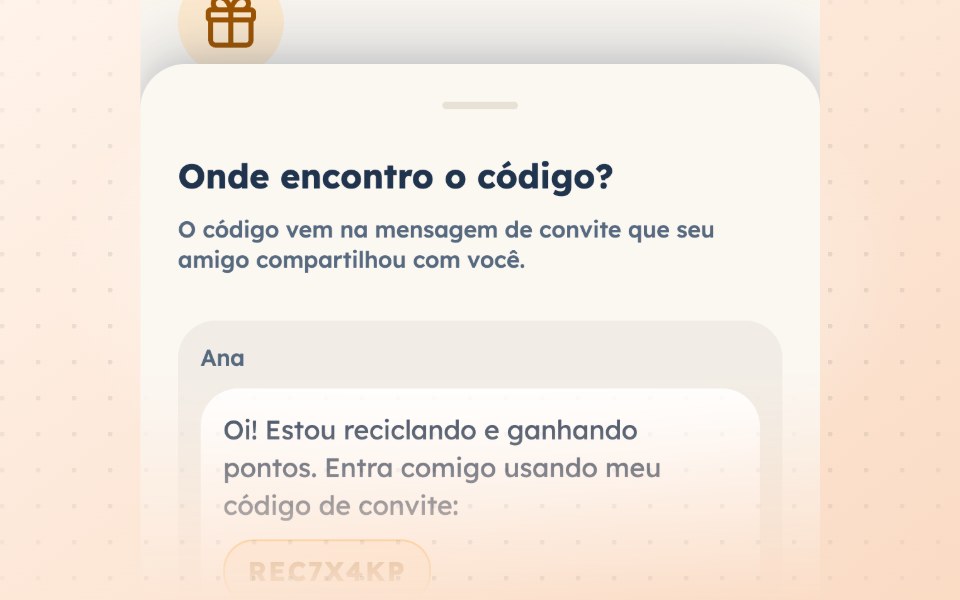 Onde encontro o código?
O código vem na mensagem de convite que seu
amigo compartilhou com você.
Ana
Oi! Estou reciclando e ganhando
pontos. Entra comigo usando meu
código de convite:
REC7X4KP